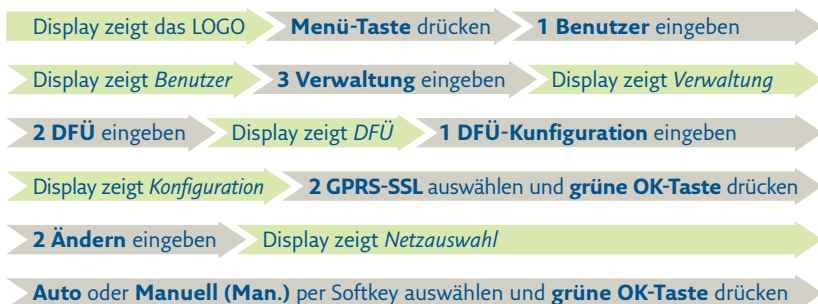 Display zeigt das LOGO Menü-Taste drücken 1 Benutzer eingeben
Display zeigt Benutzer 3 Verwaltung eingeben Display zeigt Verwaltung
2 DFÜ eingeben Display zeigt DFÜ 1 DFÜ-Kunfiguration eingeben
Display zeigt Konfiguration 2 GPRS-SSL auswählen und grüne OK-Taste drücken
2 Ändern eingeben Display zeigt Netzauswahl
Auto oder Manuell (Man.) per Softkey auswählen und grüne OK-Taste drücken